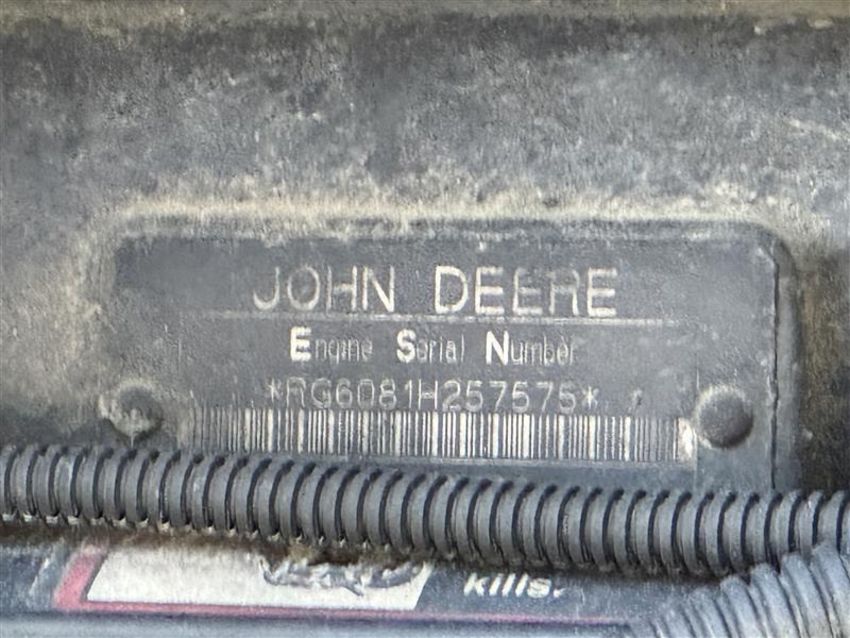 JOHN DEERE
Engine Serial Number
*RG6081H257575*
kills.